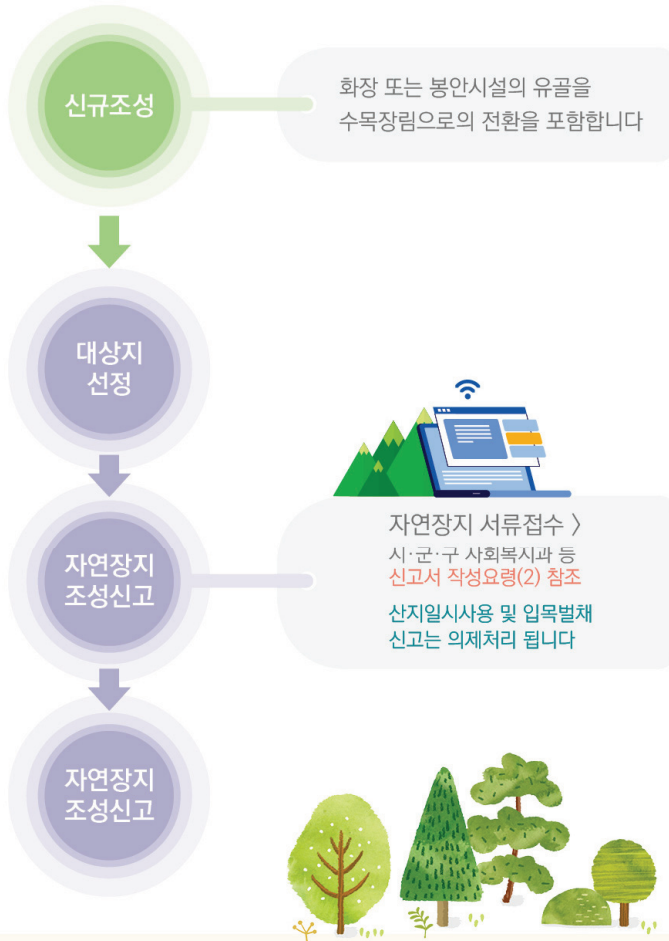 신규조성
화장 또는 봉안시설의 유골을
수목장림으로의 전환을 포함합니다
대상지
선정
자연장지
조성신고
자연장지 서류접수 〉
시·군·구 사회복지과 등
신고서 작성요령(2) 참조
산지일시사용 및 입목벌채
신고는 의제처리 됩니다
자연장지
조성신고